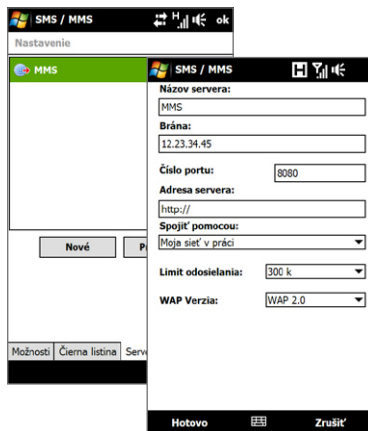 SMS / MMS
H
ok
Nastavenie
MMS
Nové
Možnosti
Čierna listina
SMS / MMS
H
Názov servera:
MMS
Brána:
12.23.34.45
Číslo portu:
8080
Adresa servera:
http://
Spojiť pomocou:
Moja sieť v práci
Limit odosielania:
300 k
WAP Verzia:
WAP 2.0
Hotovo
Zrušiť